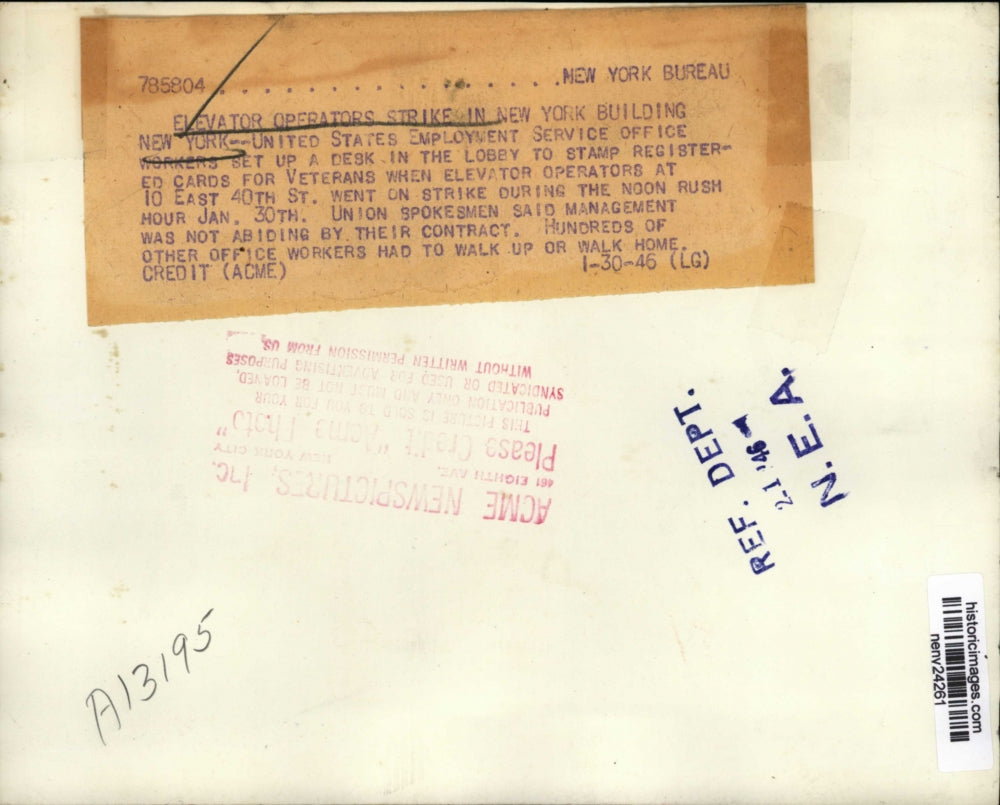 785804 . . . . . . . . . . . . . . . . . .NEW YORK BUREAU
ELEVATOR OPERATORS STRIKE IN NEW YORK BUILDING
NEW YORK--UNITED STATES EMPLOYMENT SERVICE OFFICE
WORKERS SET UP A DESK IN THE LOBBY TO STAMP REGISTER-
ED CARDS FOR VETERANS WHEN ELEVATOR OPERATORS AT
10 EAST 40TH ST. WENT ON STRIKE DURING THE NOON RUSH
HOUR JAN. 30TH. UNION SPOKESMEN SAID MANAGEMENT
WAS NOT ABIDING BY THEIR CONTRACT. HUNDREDS OF
OTHER OFFICE WORKERS HAD TO WALK UP OR WALK HOME.
CREDIT (ACME) 1-30-46 (LG)
ACME NEWSPICTURES, Inc.
461 EIGHTH AVE. NEW YORK CITY
Please Credit "Acme Photo"
THIS PICTURE IS SOLD TO YOU FOR YOUR
PUBLICATION ONLY AND MUST NOT BE LOANED,
SYNDICATED OR USED FOR ADVERTISING PURPOSES
WITHOUT WRITTEN PERMISSION FROM US.
REF. DEPT.
2 1 '46
N. E. A.
A13195
historicimages.com
nenv24261